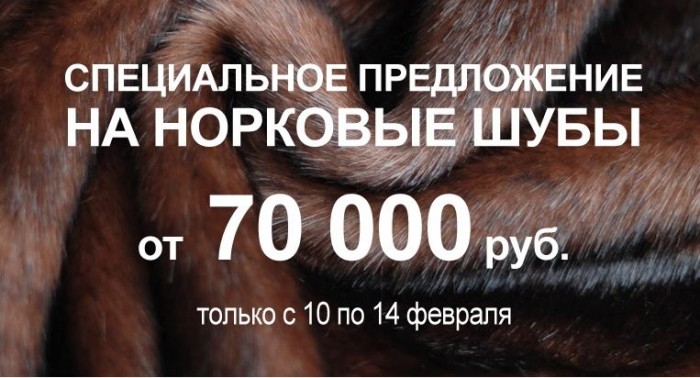 СПЕЦИАЛЬНОЕ ПРЕДЛОЖЕНИЕ
НА НОРКОВЫЕ ШУБЫ
от 70 000 руб.
только с 10 по 14 февраля